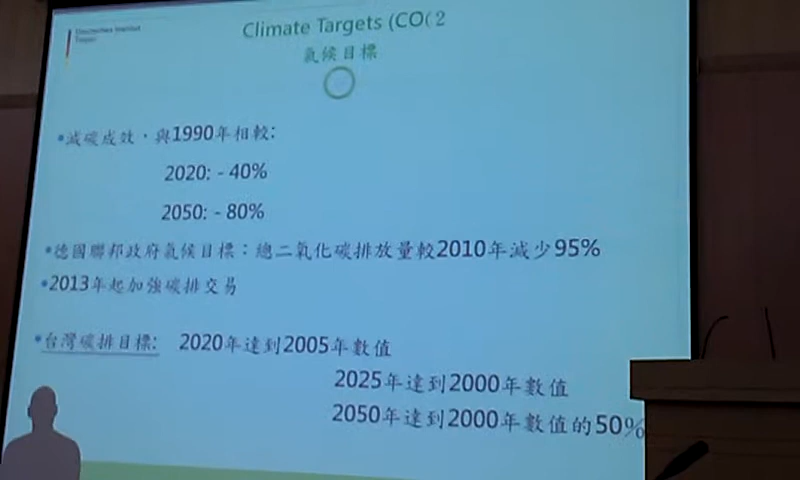 Deutsches Institut
Taipei
Climate Targets (CO(2
氣候目標
•減碳成效,與1990年相較:
2020: - 40%
2050: - 80%
•德國聯邦政府氣候目標:總二氧化碳排放量較2010年減少95%
•2013年起加強碳排交易
•台灣碳排目標: 2020年達到2005年數值
2025年達到2000年數值
2050年達到2000年數值的50%